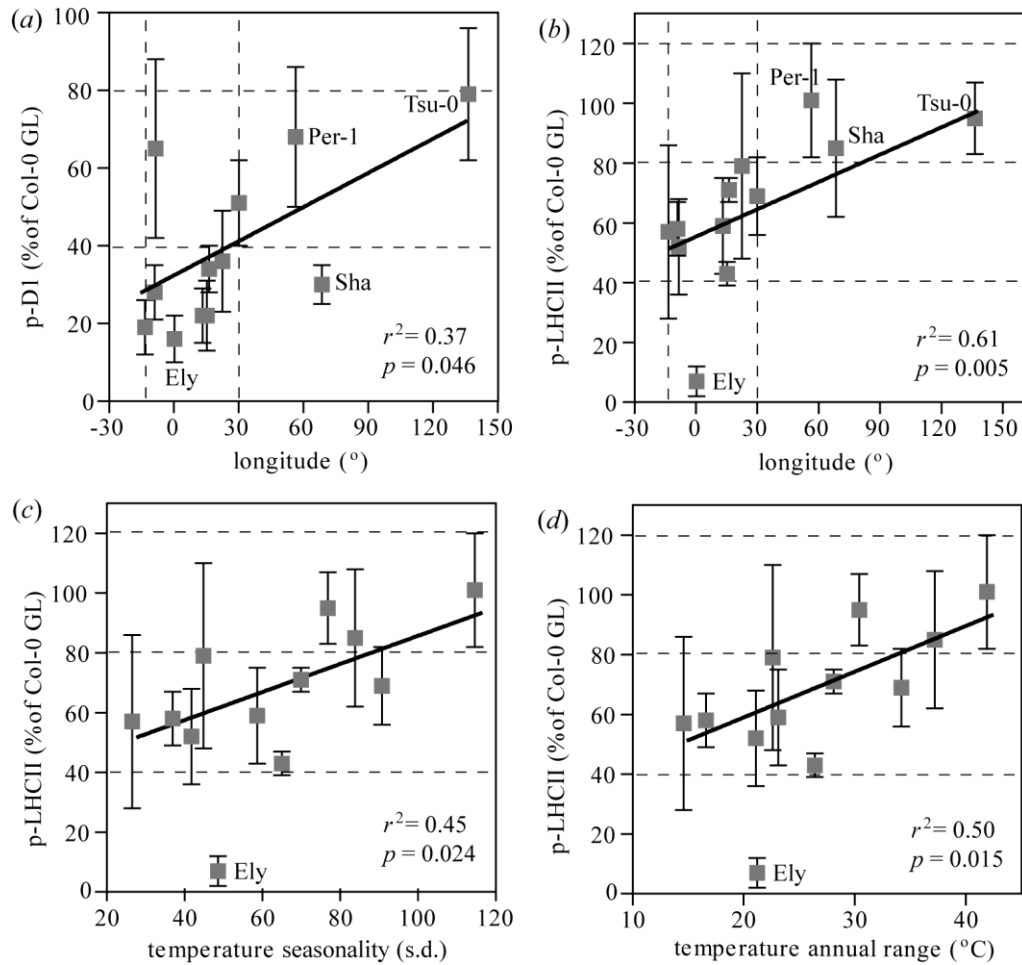 (a)
100
80
60
40
20
0
p-D1 (%of Col-0 GL)
Tsu-0
Per-1
Sha
Ely
r2 = 0.37
p = 0.046
-30 0 30 60 90 120 150
longitude (o)
(b)
120
100
80
60
40
20
0
p-LHCII (%of Col-0 GL)
Per-1
Tsu-0
Sha
Ely
r2 = 0.61
p = 0.005
-30 0 30 60 90 120 150
longitude (o)
(c)
120
100
80
60
40
20
0
p-LHCII (%of Col-0 GL)
Ely
r2 = 0.45
p = 0.024
20 40 60 80 100 120
temperature seasonality (s.d.)
(d)
120
100
80
60
40
20
0
p-LHCII (%of Col-0 GL)
Ely
r2 = 0.50
p = 0.015
10 20 30 40
temperature annual range (oC)